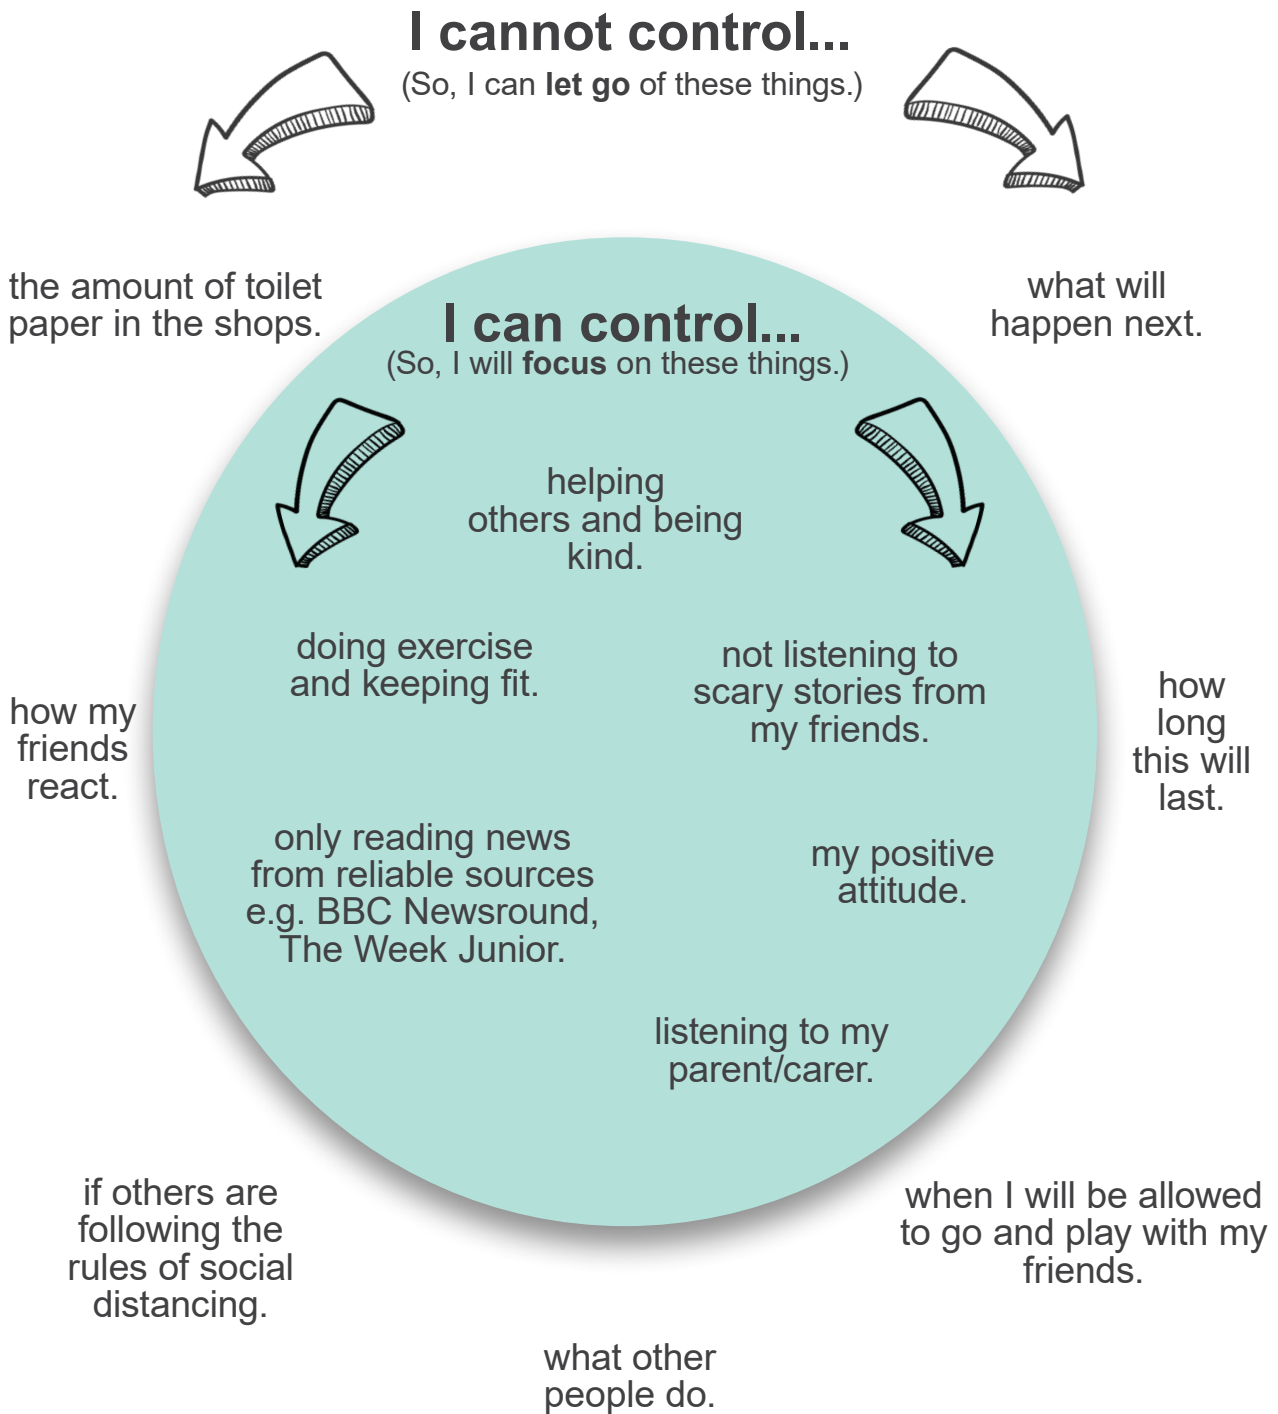 I cannot control...
(So, I can let go of these things.)
the amount of toilet
paper in the shops.
what will
happen next.
I can control...
(So, I will focus on these things.)
helping
others and being
kind.
doing exercise
and keeping fit.
not listening to
scary stories from
my friends.
how my
friends
react.
how
long
this will
last.
only reading news
from reliable sources
e.g. BBC Newsround,
The Week Junior.
my positive
attitude.
listening to my
parent/carer.
if others are
following the
rules of social
distancing.
when I will be allowed
to go and play with my
friends.
what other
people do.